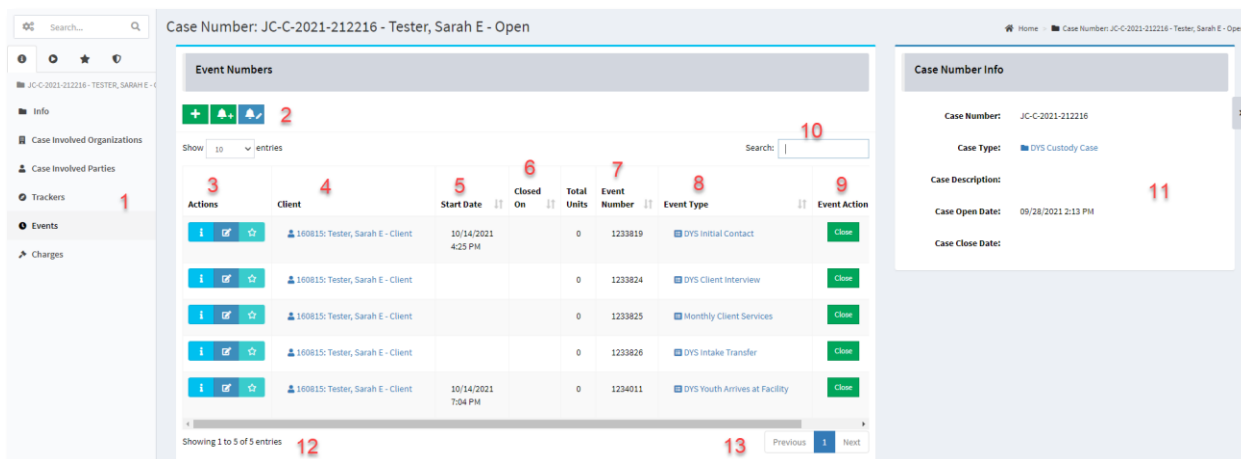 Search...
Case Number: JC-C-2021-212216 - Tester, Sarah E - Open
Home Case Number: JC-C-2021-212216 - Tester, Sarah E - Ope
JC-C-2021-212216 - TESTER, SARAH E -
Info
Case Involved Organizations
Case Involved Parties
Trackers
1
Events
Charges
Event Numbers
2
Show 10 entries
Search:
10
3 4 5 6 7 8 9
Actions Client Start Date Closed On Total Units Event Number Event Type Event Action
160815: Tester, Sarah E - Client 10/14/2021 4:25 PM 0 1233819 DYS Initial Contact Close
160815: Tester, Sarah E - Client 0 1233824 DYS Client Interview Close
160815: Tester, Sarah E - Client 0 1233825 Monthly Client Services Close
160815: Tester, Sarah E - Client 0 1233826 DYS Intake Transfer Close
160815: Tester, Sarah E - Client 10/14/2021 7:04 PM 0 1234011 DYS Youth Arrives at Facility Close
Showing 1 to 5 of 5 entries 12 13 Previous 1 Next
Case Number Info
Case Number: JC-C-2021-212216
Case Type: DYS Custody Case
Case Description:
11
Case Open Date: 09/28/2021 2:13 PM
Case Close Date: